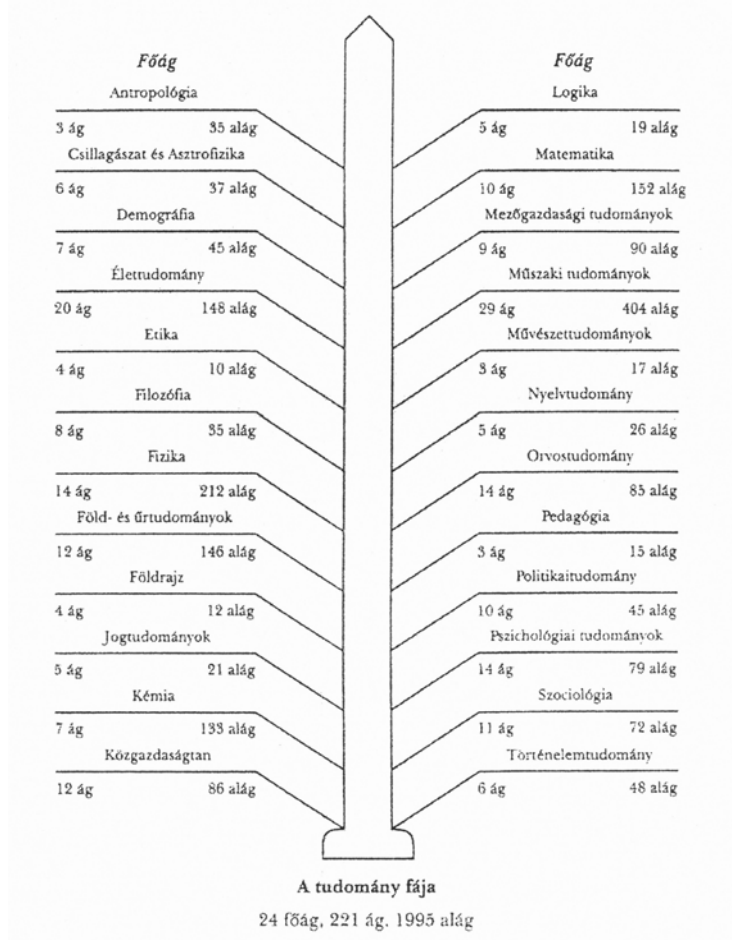 Főág
Antropológia
3 ág 35 alág
Csillagászat és Asztrofizika
6 ág 37 alág
Demográfia
7 ág 45 alág
Élettudomány
20 ág 148 alág
Etika
4 ág 10 alág
Filozófia
8 ág 35 alág
Fizika
14 ág 212 alág
Föld- és űrtudományok
12 ág 146 alág
Földrajz
4 ág 12 alág
Jogtudományok
5 ág 21 alág
Kémia
7 ág 133 alág
Közgazdaságtan
12 ág 86 alág
Főág
Logika
5 ág 19 alág
Matematika
10 ág 152 alág
Mezőgazdasági tudományok
9 ág 90 alág
Műszaki tudományok
29 ág 404 alág
Művészettudományok
3 ág 17 alág
Nyelvtudomány
5 ág 26 alág
Orvostudomány
14 ág 85 alág
Pedagógia
3 ág 15 alág
Politikaitudomány
10 ág 45 alág
Pszichológiai tudományok
14 ág 79 alág
Szociológia
11 ág 72 alág
Történelemtudomány
6 ág 48 alág
A tudomány fája
24 főág, 221 ág. 1995 alág